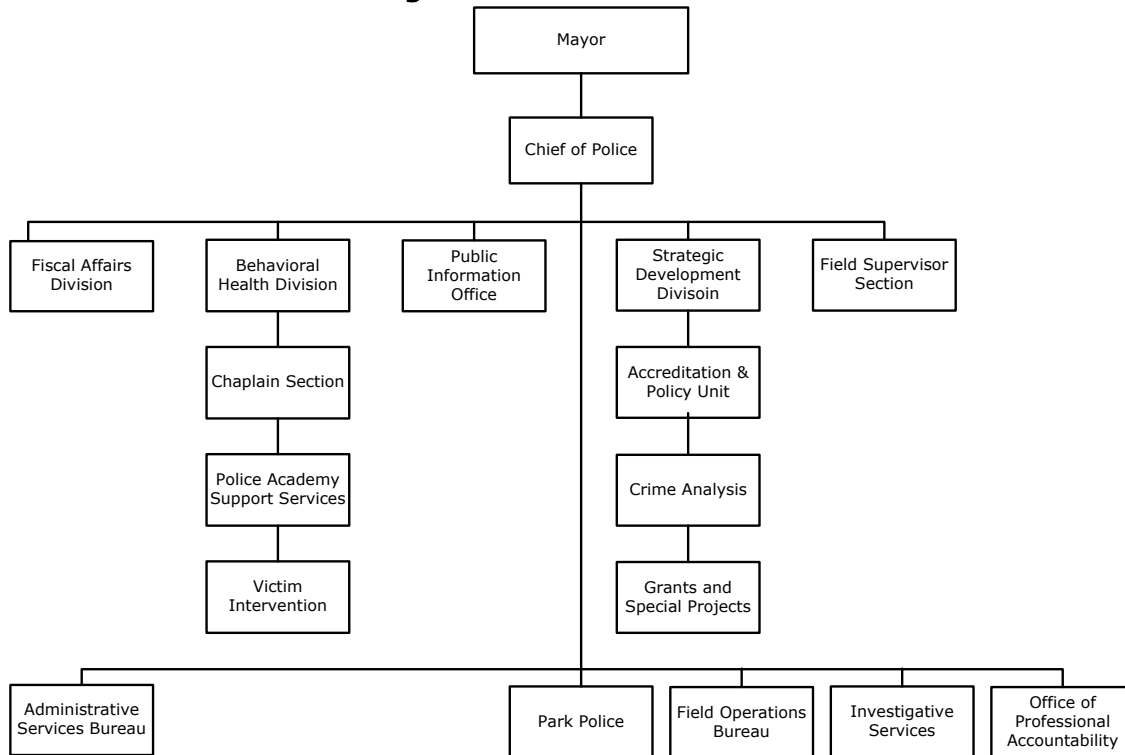 Mayor
Chief of Police
Fiscal Affairs
Division
Behavioral
Health Division
Public
Information
Office
Strategic
Development
Divisoin
Field Supervisor
Section
Chaplain Section
Accreditation &
Policy Unit
Police Academy
Support Services
Crime Analysis
Victim
Intervention
Grants and
Special Projects
Administrative
Services Bureau
Park Police
Field Operations
Bureau
Investigative
Services
Office of
Professional
Accountability